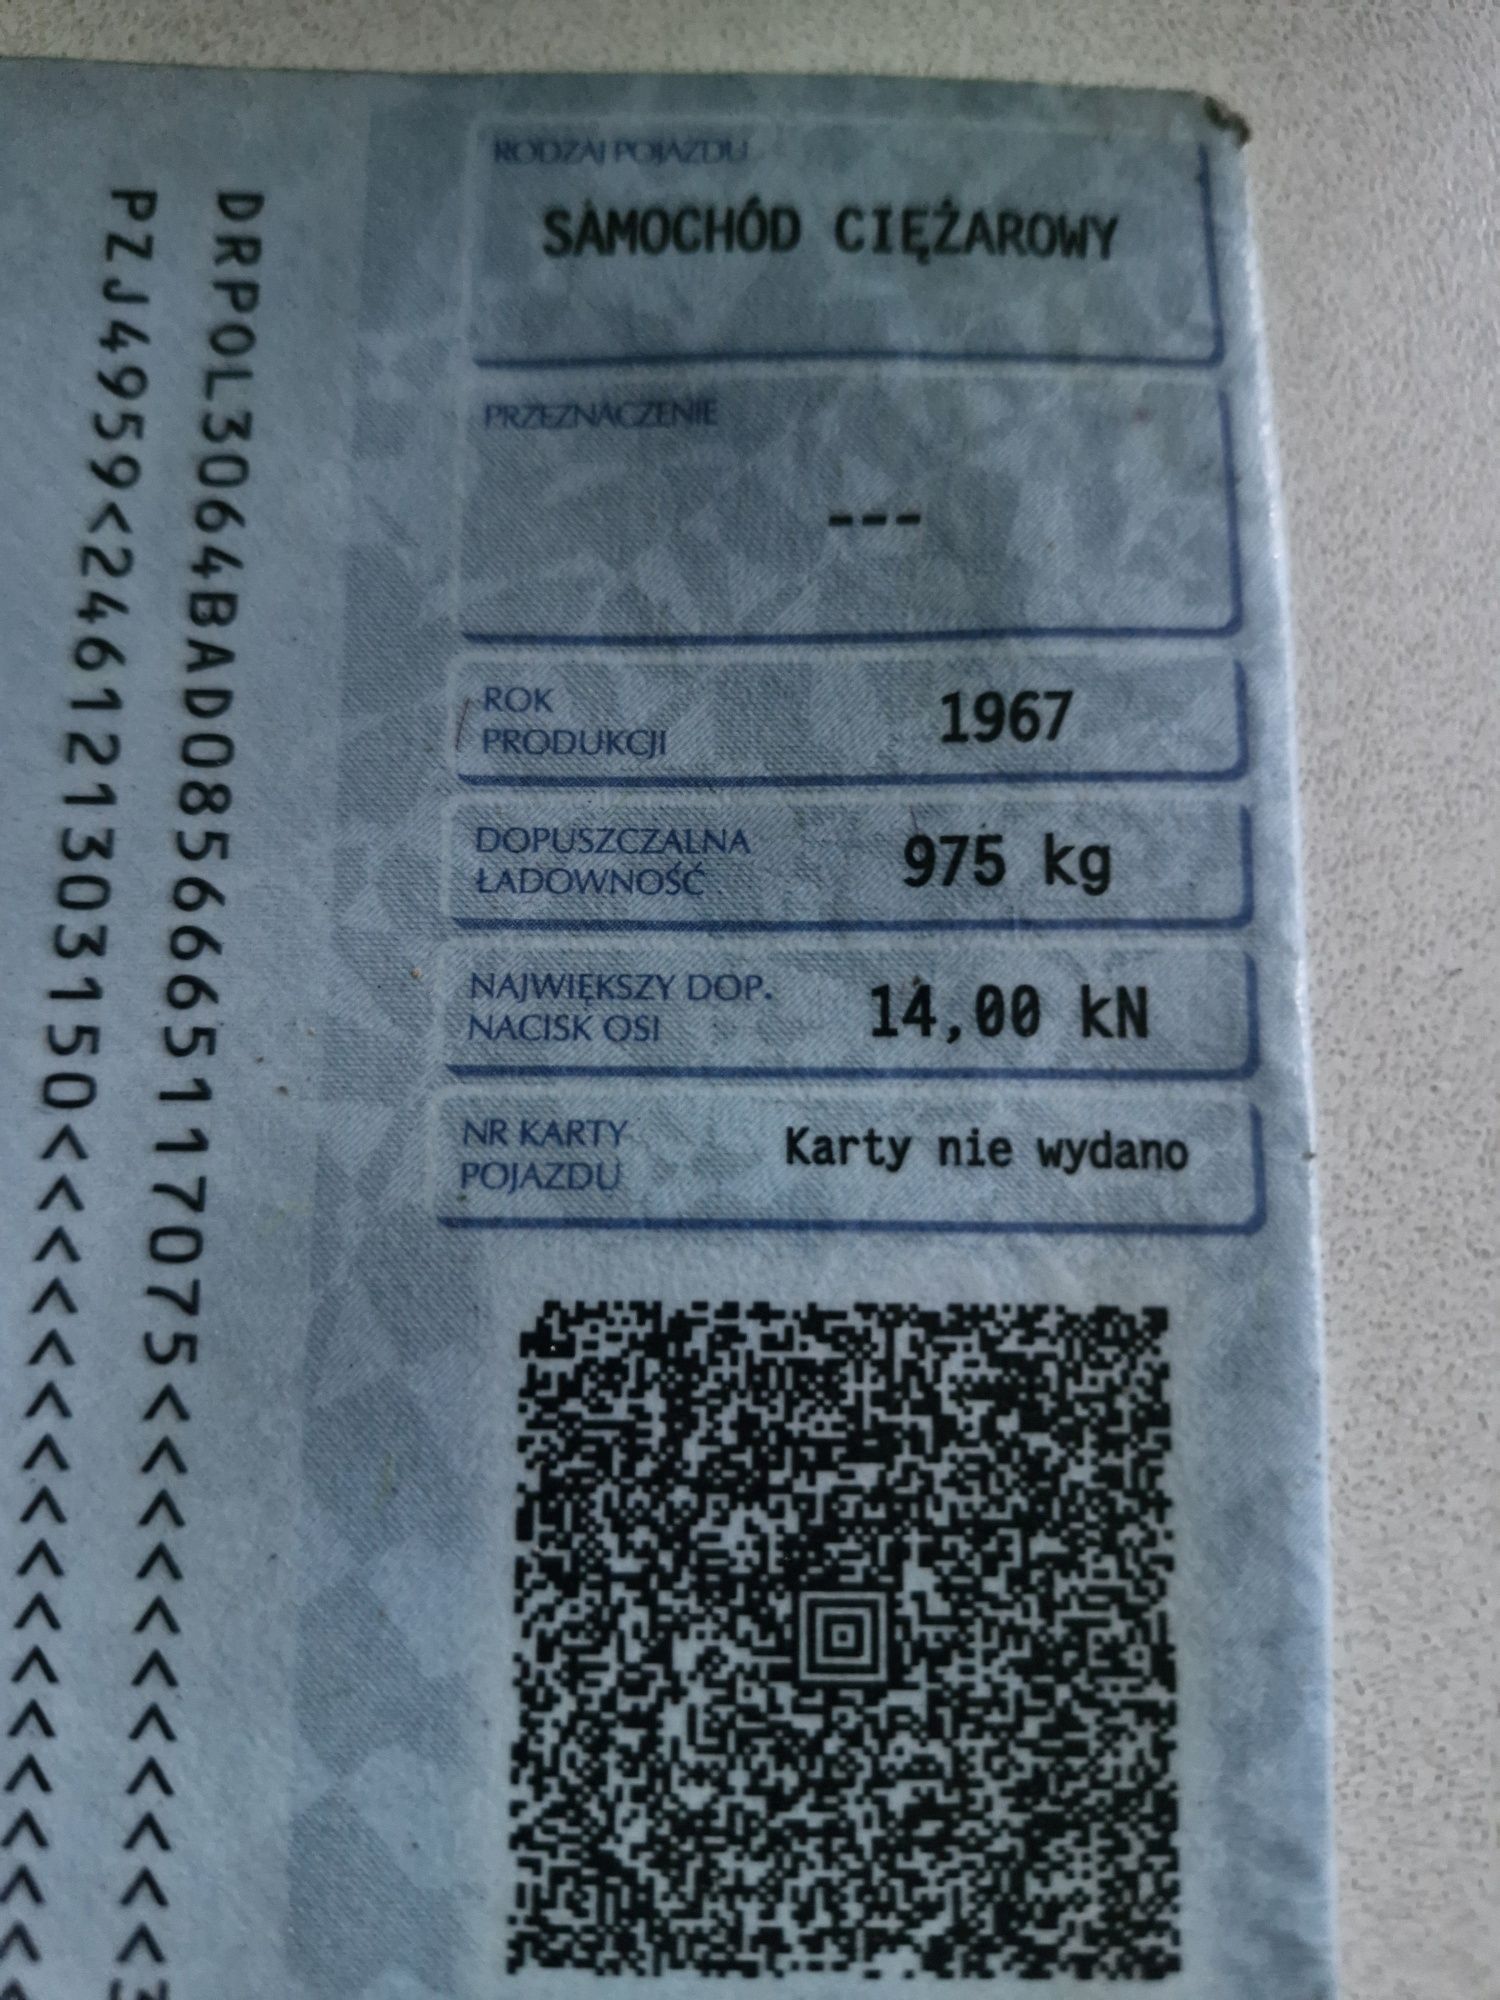 RODZAJ POJAZDU
SAMOCHÓD CIĘŻAROWY
PRZEZNACZENIE
---
ROK
PRODUKCJI
1967
DOPUSZCZALNA
ŁADOWNOŚĆ
975 kg
NAJWIĘKSZY DOP.
NACISK OSI
14,00 kN
NR KARTY
POJAZDU
Karty nie wydano
DRPOL3064BAD0856665117075<<<<<<<<<<
PZJ4959<246121303150<<<<<<<<<<<<<